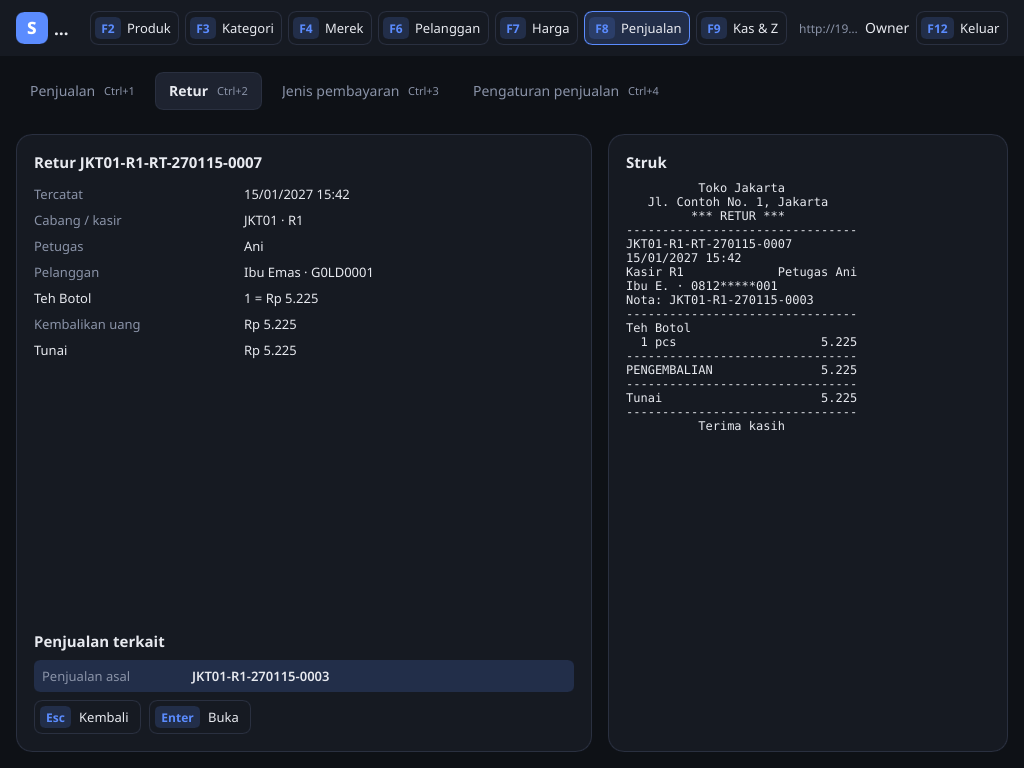 S ... F2 Produk F3 Kategori F4 Merek F6 Pelanggan F7 Harga F8 Penjualan F9 Kas & Z http://19... Owner F12 Keluar
Penjualan Ctrl+1 Retur Ctrl+2 Jenis pembayaran Ctrl+3 Pengaturan penjualan Ctrl+4
Retur JKT01-R1-RT-270115-0007
Tercatat 15/01/2027 15:42
Cabang / kasir JKT01 · R1
Petugas Ani
Pelanggan Ibu Emas · G0LD0001
Teh Botol 1 = Rp 5.225
Kembalikan uang Rp 5.225
Tunai Rp 5.225
Penjualan terkait
Penjualan asal JKT01-R1-270115-0003
Esc Kembali Enter Buka
Struk
Toko Jakarta
Jl. Contoh No. 1, Jakarta
*** RETUR ***
--------------------------------
JKT01-R1-RT-270115-0007
15/01/2027 15:42
Kasir R1 Petugas Ani
Ibu E. · 0812*****001
Nota: JKT01-R1-270115-0003
--------------------------------
Teh Botol
1 pcs 5.225
--------------------------------
PENGEMBALIAN 5.225
--------------------------------
Tunai 5.225
--------------------------------
Terima kasih